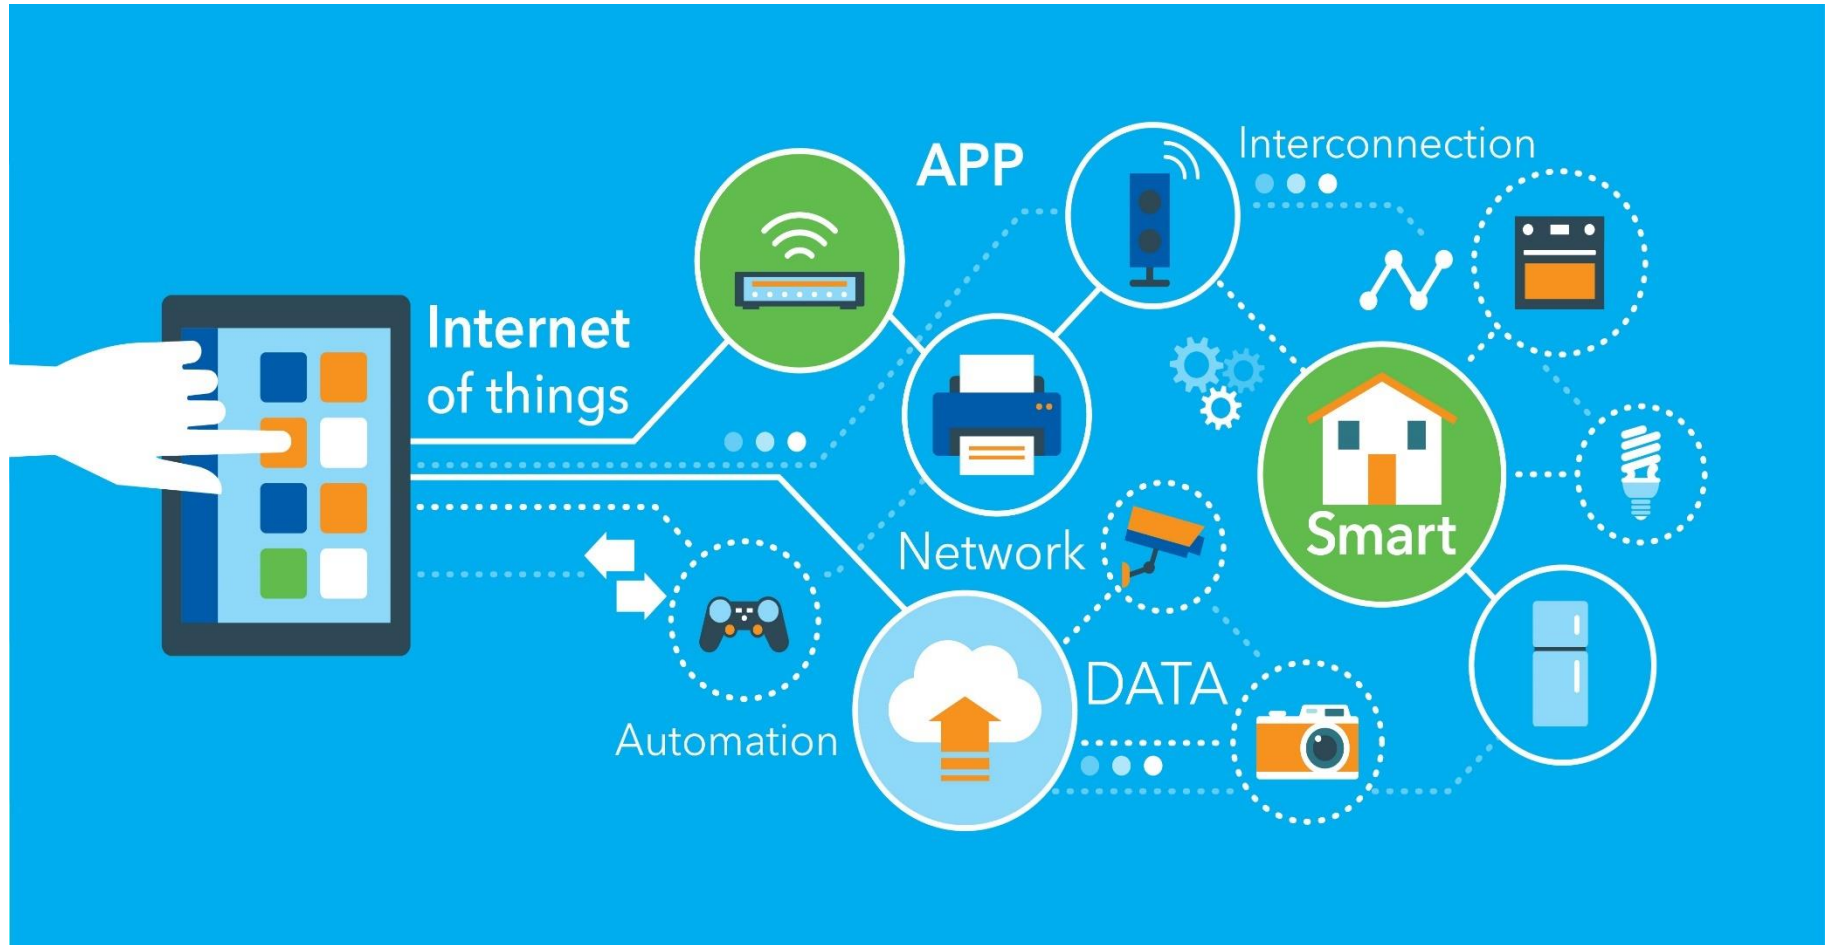 APP
Interconnection
Internet
of things
Network
Smart
DATA
Automation